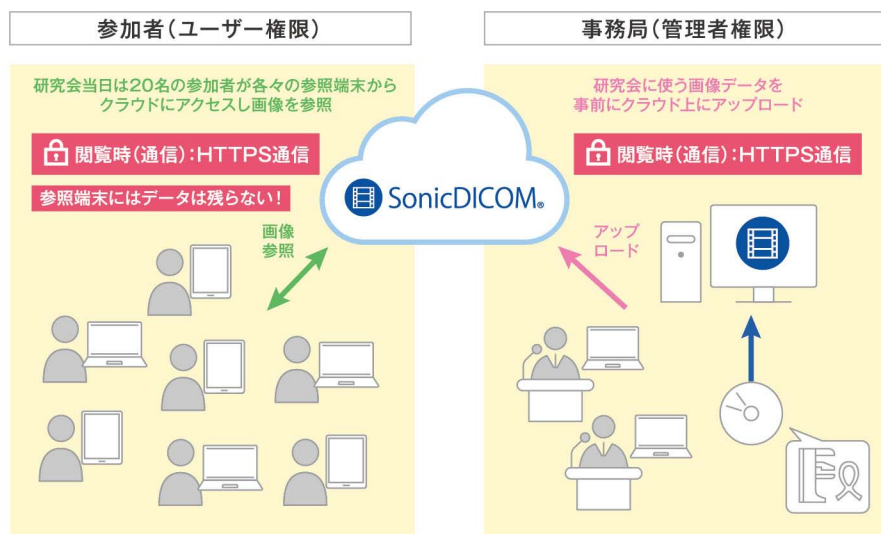 参加者（ユーザー権限）
研究会当日は20名の参加者が各々の参照端末から
クラウドにアクセスし画像を参照
閲覧時（通信）：HTTPS通信
参照端末にはデータは残らない！
画像
参照
SonicDICOM®
事務局（管理者権限）
研究会に使う画像データを
事前にクラウド上にアップロード
閲覧時（通信）：HTTPS通信
アップ
ロード